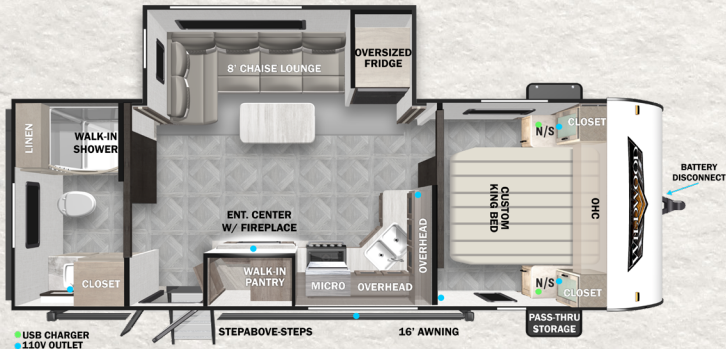 8' CHAISE LOUNGE
OVERSIZED
FRIDGE
LINEN
WALK-IN
SHOWER
N/S
CLOSET
BATTERY
DISCONNECT
CUSTOM
KING BED
OHC
WILDWOOD
ENT. CENTER
W/ FIREPLACE
OVERHEAD
WALK-IN
PANTRY
MICRO
OVERHEAD
CLOSET
N/S
CLOSET
PASS-THRU
STORAGE
STEPABOVE-STEPS
16' AWNING
USB CHARGER
110V OUTLET